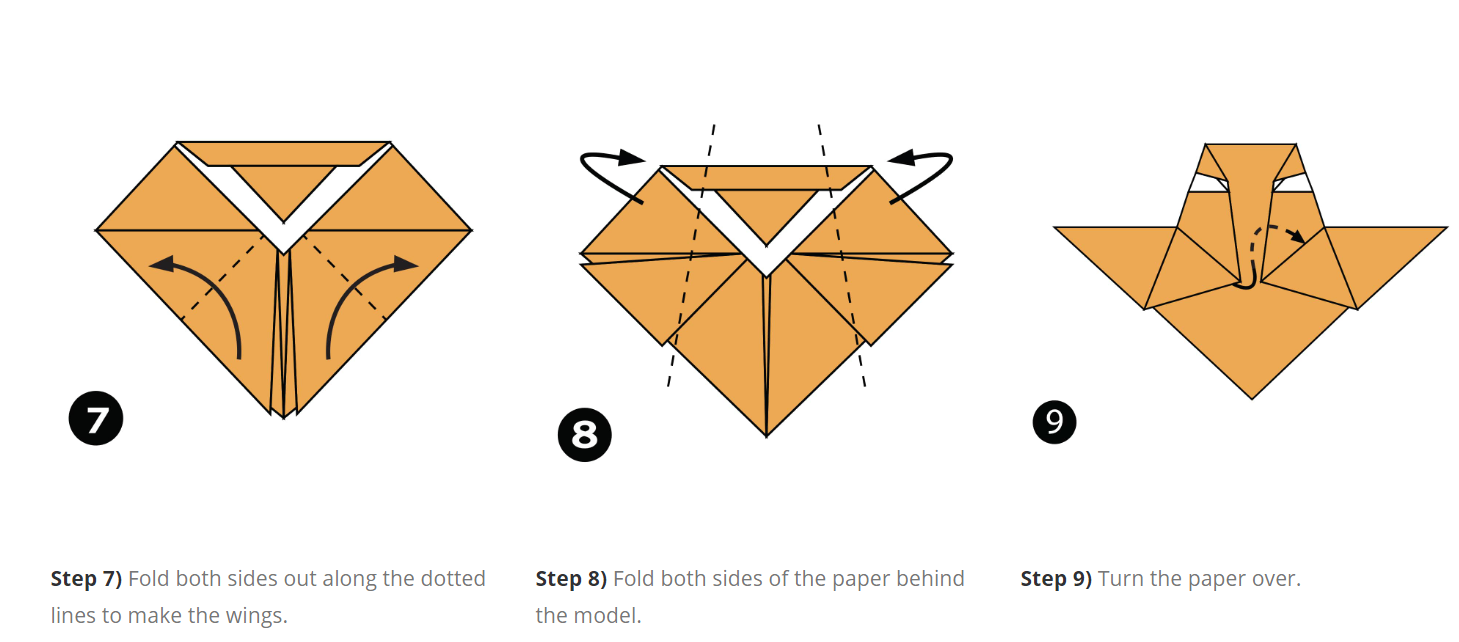 7
8
9
Step 7) Fold both sides out along the dotted
lines to make the wings.
Step 8) Fold both sides of the paper behind
the model.
Step 9) Turn the paper over.